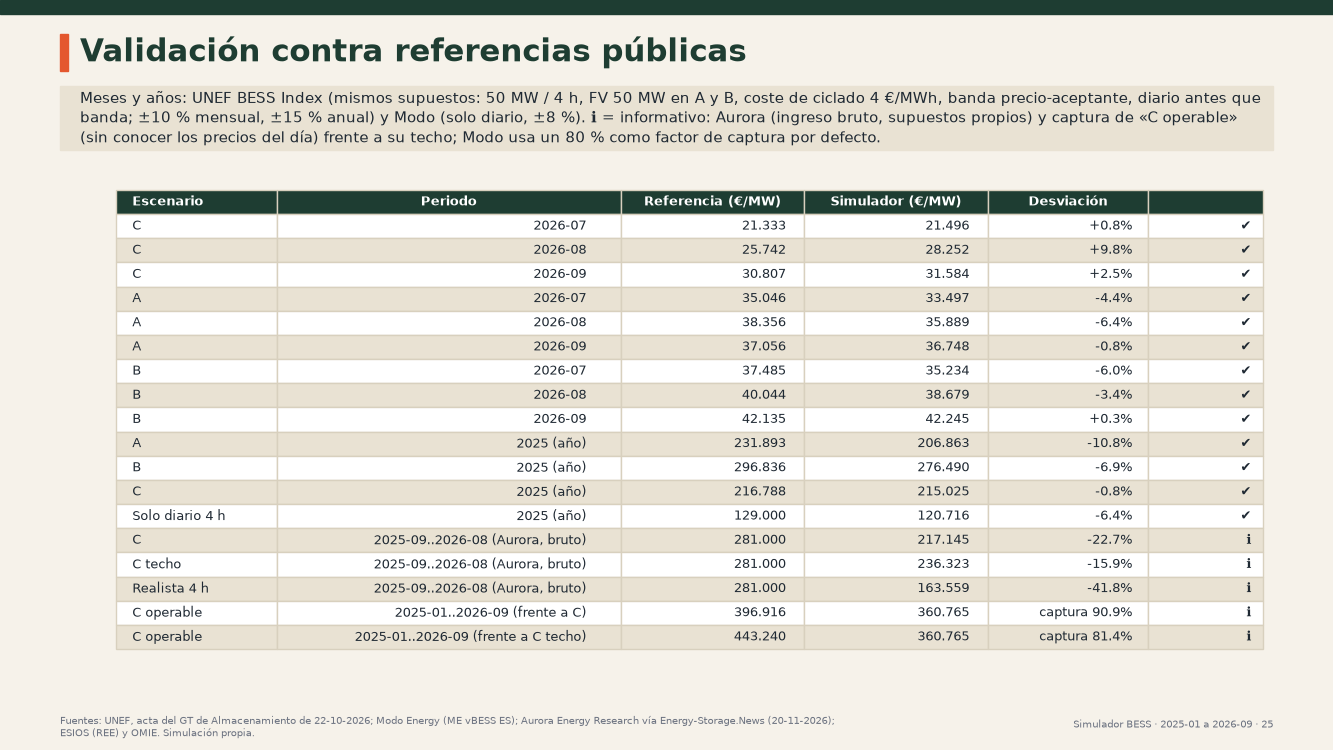 Validación contra referencias públicas
Meses y años: UNEF BESS Index (mismos supuestos: 50 MW / 4 h, FV 50 MW en A y B, coste de ciclado 4 €/MWh, banda precio-aceptante, diario antes que
banda; ±10 % mensual, ±15 % anual) y Modo (solo diario, ±8 %). ℹ = informativo: Aurora (ingreso bruto, supuestos propios) y captura de «C operable»
(sin conocer los precios del día) frente a su techo; Modo usa un 80 % como factor de captura por defecto.
Escenario Periodo Referencia (€/MW) Simulador (€/MW) Desviación
C 2026-07 21.333 21.496 +0.8% ✔
C 2026-08 25.742 28.252 +9.8% ✔
C 2026-09 30.807 31.584 +2.5% ✔
A 2026-07 35.046 33.497 -4.4% ✔
A 2026-08 38.356 35.889 -6.4% ✔
A 2026-09 37.056 36.748 -0.8% ✔
B 2026-07 37.485 35.234 -6.0% ✔
B 2026-08 40.044 38.679 -3.4% ✔
B 2026-09 42.135 42.245 +0.3% ✔
A 2025 (año) 231.893 206.863 -10.8% ✔
B 2025 (año) 296.836 276.490 -6.9% ✔
C 2025 (año) 216.788 215.025 -0.8% ✔
Solo diario 4 h 2025 (año) 129.000 120.716 -6.4% ✔
C 2025-09..2026-08 (Aurora, bruto) 281.000 217.145 -22.7% ℹ
C techo 2025-09..2026-08 (Aurora, bruto) 281.000 236.323 -15.9% ℹ
Realista 4 h 2025-09..2026-08 (Aurora, bruto) 281.000 163.559 -41.8% ℹ
C operable 2025-01..2026-09 (frente a C) 396.916 360.765 captura 90.9% ℹ
C operable 2025-01..2026-09 (frente a C techo) 443.240 360.765 captura 81.4% ℹ
Fuentes: UNEF, acta del GT de Almacenamiento de 22-10-2026; Modo Energy (ME vBESS ES); Aurora Energy Research vía Energy-Storage.News (20-11-2026);
ESIOS (REE) y OMIE. Simulación propia.
Simulador BESS · 2025-01 a 2026-09 · 25